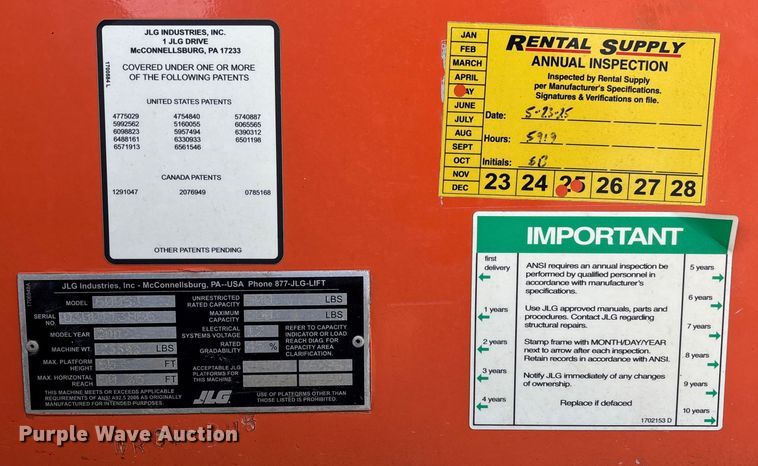 JLG INDUSTRIES, INC.
1 JLG DRIVE
McCONNELLSBURG, PA 17233
COVERED UNDER ONE OR MORE
OF THE FOLLOWING PATENTS
UNITED STATES PATENTS
4775029 4754840 5740887
5992562 5160055 6065565
6098823 5957494 6390312
6488161 6330933 6501198
6571913 6561546
CANADA PATENTS
1291047 2076949 0785168
OTHER PATENTS PENDING
1700584 L
JAN
FEB
MARCH
APRIL
MAY
JUNE
JULY
AUG
SEPT
OCT
NOV
DEC
RENTAL SUPPLY
ANNUAL INSPECTION
Inspected by Rental Supply
per Manufacturer's Specifications.
Signatures & Verifications on file.
Date: 5-23-25
Hours: 5919
Initials:
23 24 25 26 27 28
IMPORTANT
first
delivery
1 years
2 years
3 years
4 years
ANSI requires an annual inspection be
performed by qualified personnel in
accordance with manufacturer's
specifications.
Use JLG approved manuals, parts and
procedures. Contact JLG regarding
structural repairs.
Stamp frame with MONTH/DAY/YEAR
next to arrow after each inspection.
Retain records in accordance with ANSI.
Notify JLG immediately of any changes
of ownership.
Replace if defaced
1702153 D
5 years
6 years
7 years
8 years
9 years
10 years
JLG Industries, Inc - McConnellsburg, PA--USA Phone 877-JLG-LIFT
MODEL
SERIAL
NO.
MODEL YEAR
MACHINE WT. LBS
MAX. PLATFORM
HEIGHT FT
MAX. HORIZONTAL
REACH FT
THIS MACHINE MEETS OR EXCEEDS APPLICABLE
REQUIREMENTS OF ANSI A92.5 2006 AS ORIGINALLY
MANUFACTURED FOR INTENDED PURPOSES.
UNRESTRICTED
RATED CAPACITY LBS
MAXIMUM
CAPACITY LBS
ELECTRICAL
SYSTEMS VOLTAGE
RATED
GRADABILITY %
REFER TO CAPACITY
INDICATOR OR LOAD
REACH DIAG. FOR
CAPACITY AREA
CLARIFICATION.
ACCEPTABLE JLG
PLATFORMS FOR
THIS MACHINE
JLG
USE OF PLATFORMS OTHER THAN
THOSE LISTED IS PROHIBITED.
Purple Wave Auction